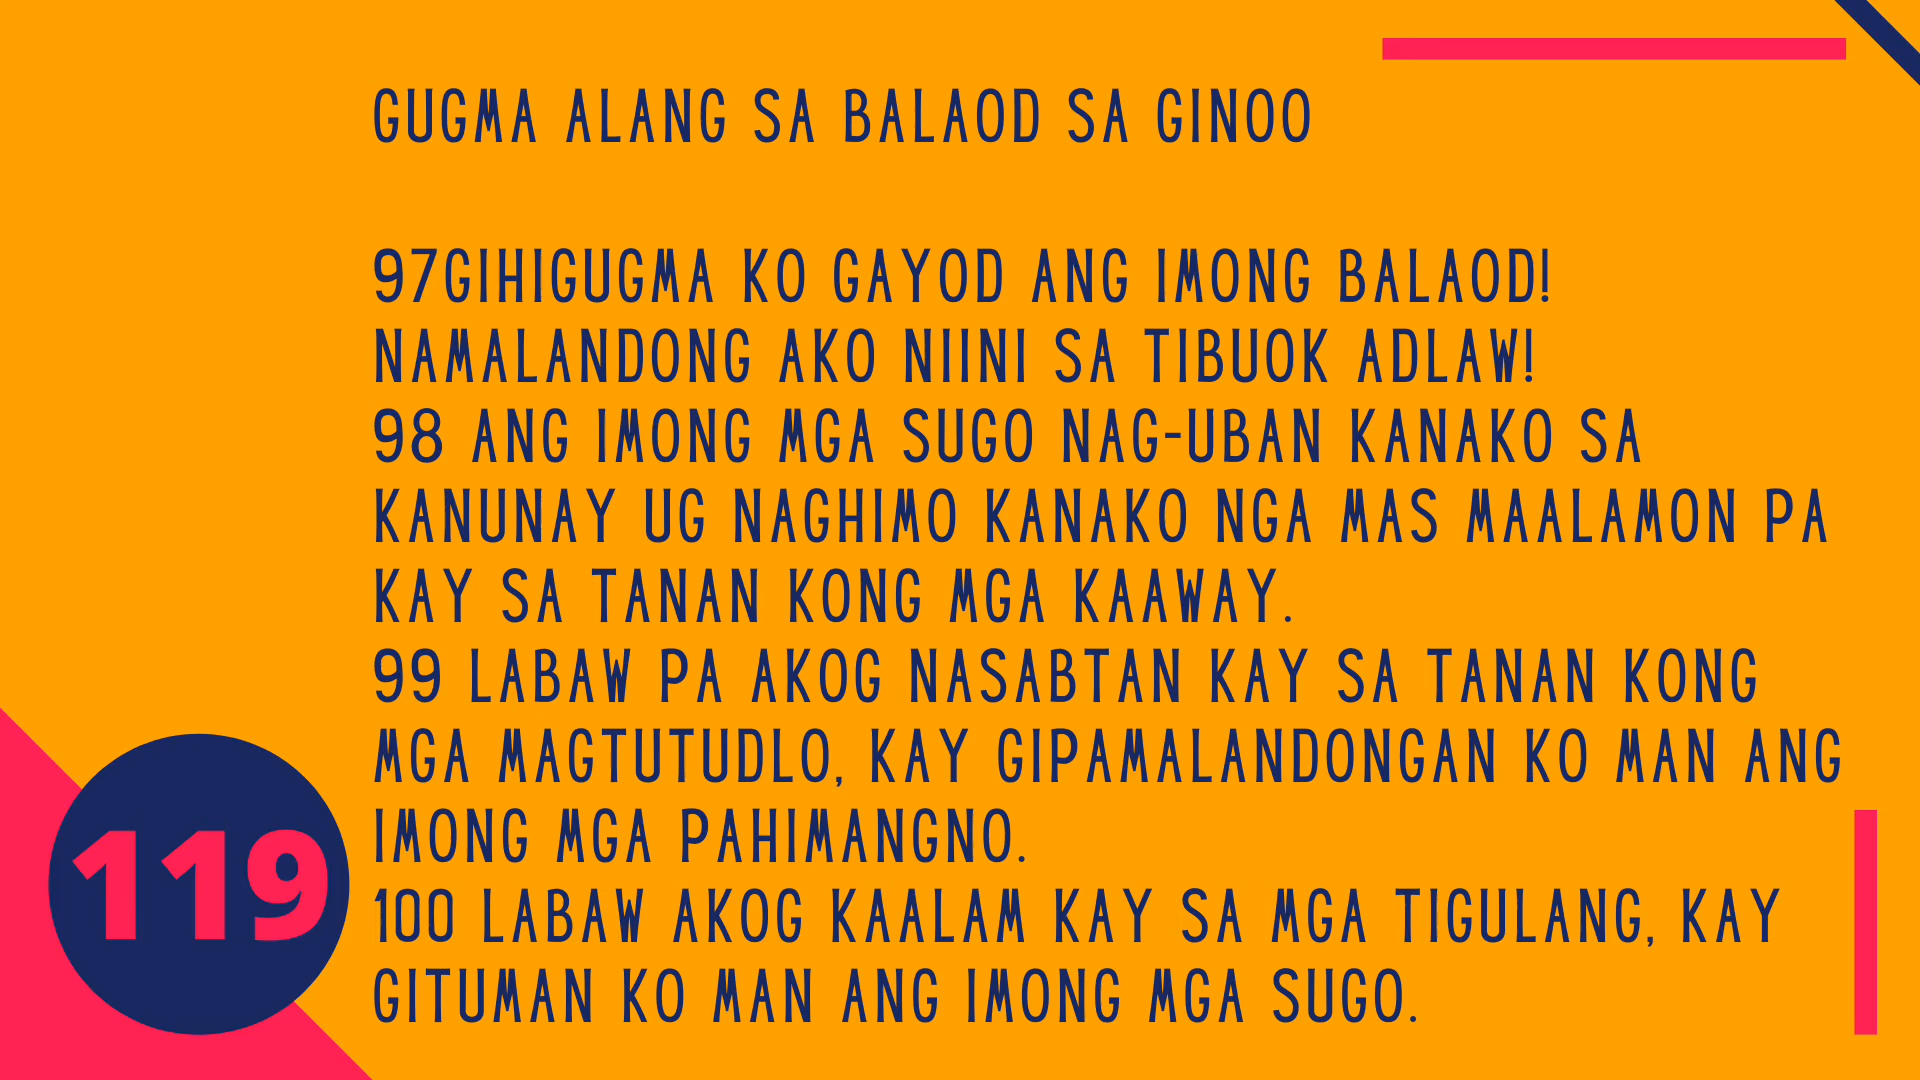 GUGMA ALANG SA BALAOD SA GINOO
97GIHIGUGMA KO GAYOD ANG IMONG BALAOD!
NAMALANDONG AKO NIINI SA TIBUOK ADLAW!
98 ANG IMONG MGA SUGO NAG-UBAN KANAKO SA
KANUNAY UG NAGHIMO KANAKO NGA MAS MAALAMON PA
KAY SA TANAN KONG MGA KAAWAY.
99 LABAW PA AKOG NASABTAN KAY SA TANAN KONG
MGA MAGTUTUDLO, KAY GIPAMALANDONGAN KO MAN ANG
IMONG MGA PAHIMANGNO.
100 LABAW AKOG KAALAM KAY SA MGA TIGULANG, KAY
GITUMAN KO MAN ANG IMONG MGA SUGO.
119